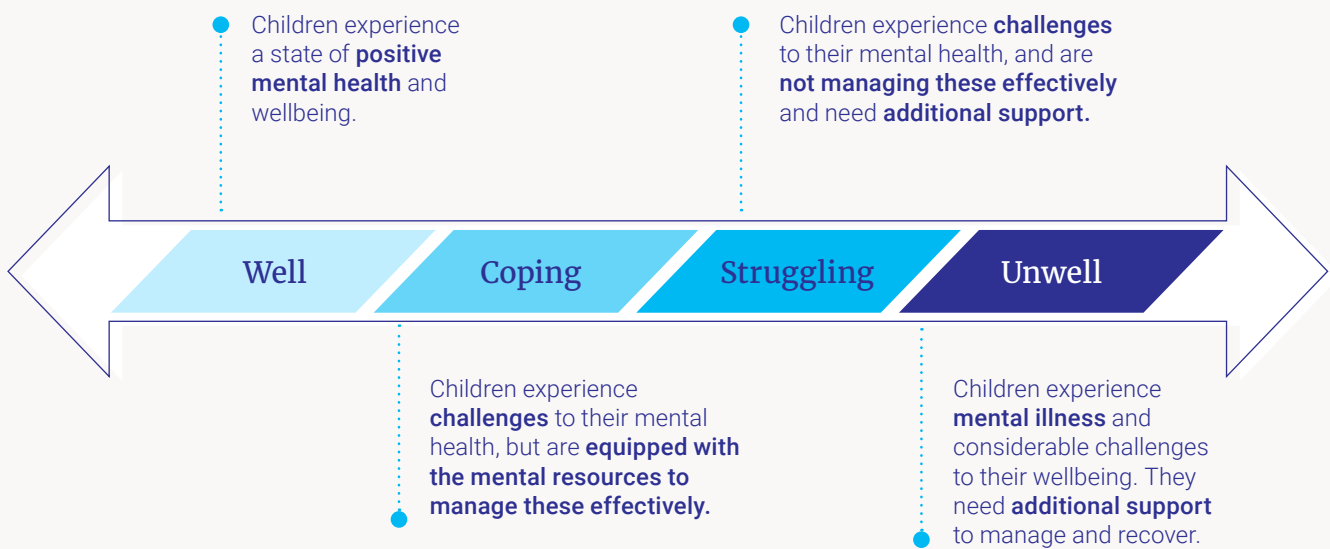 Children experience
a state of positive
mental health and
wellbeing.
Children experience challenges
to their mental health, and are
not managing these effectively
and need additional support.
Well
Coping
Struggling
Unwell
Children experience
challenges to their mental
health, but are equipped with
the mental resources to
manage these effectively.
Children experience
mental illness and
considerable challenges
to their wellbeing. They
need additional support
to manage and recover.